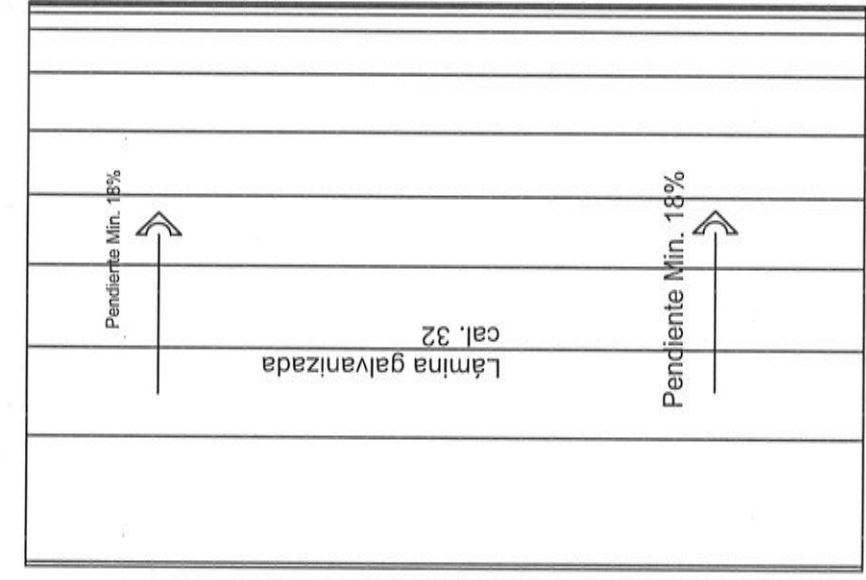 Pendiente Min. 18%
Lámina galvanizada
cal. 32
Pendiente Min. 18%